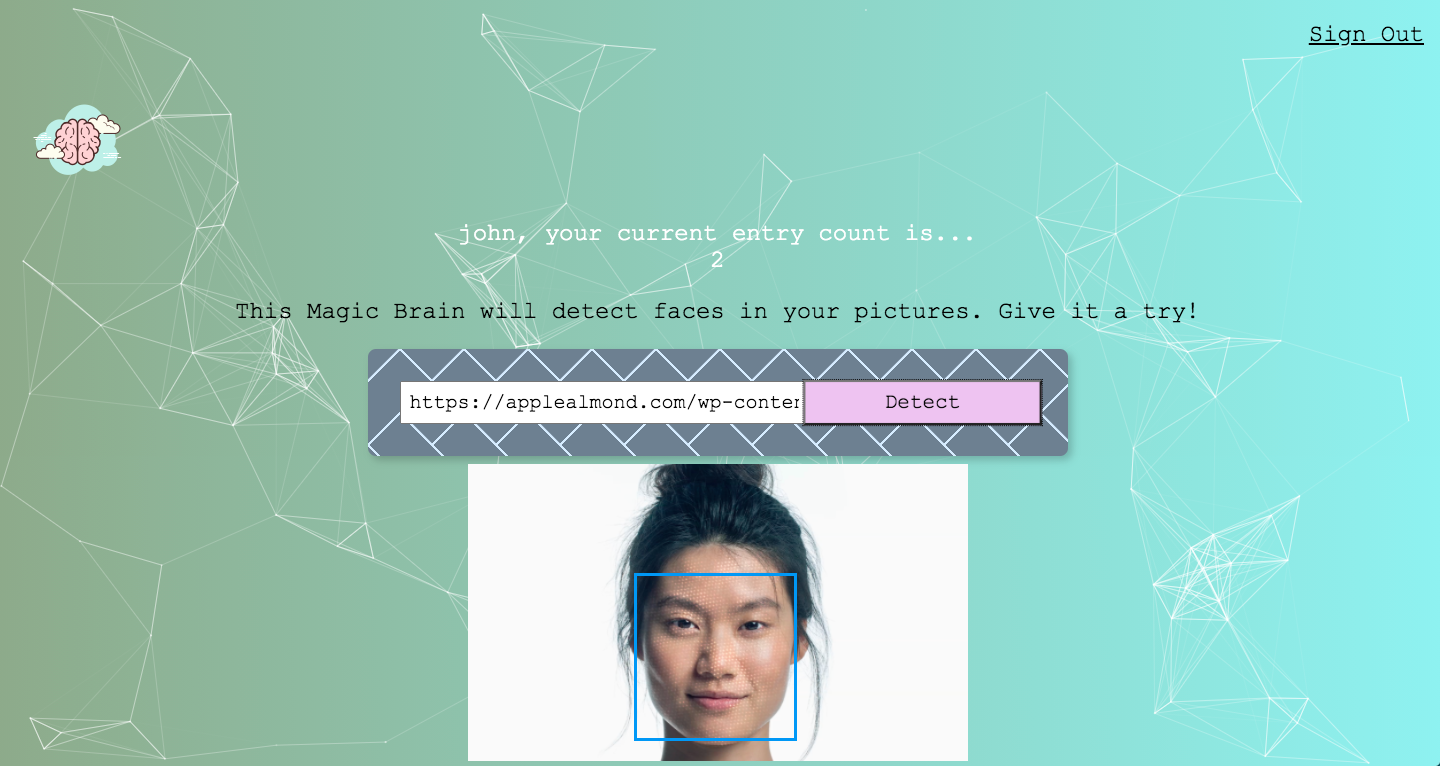 Sign Out
john, your current entry count is...
2
This Magic Brain will detect faces in your pictures. Give it a try!
https://applealmond.com/wp-conten
Detect